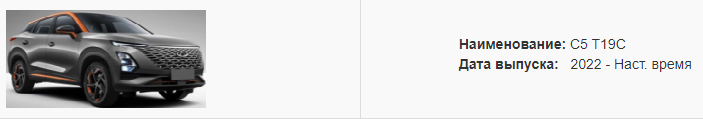 Наименование: C5 T19C
Дата выпуска: 2022 - Наст. время